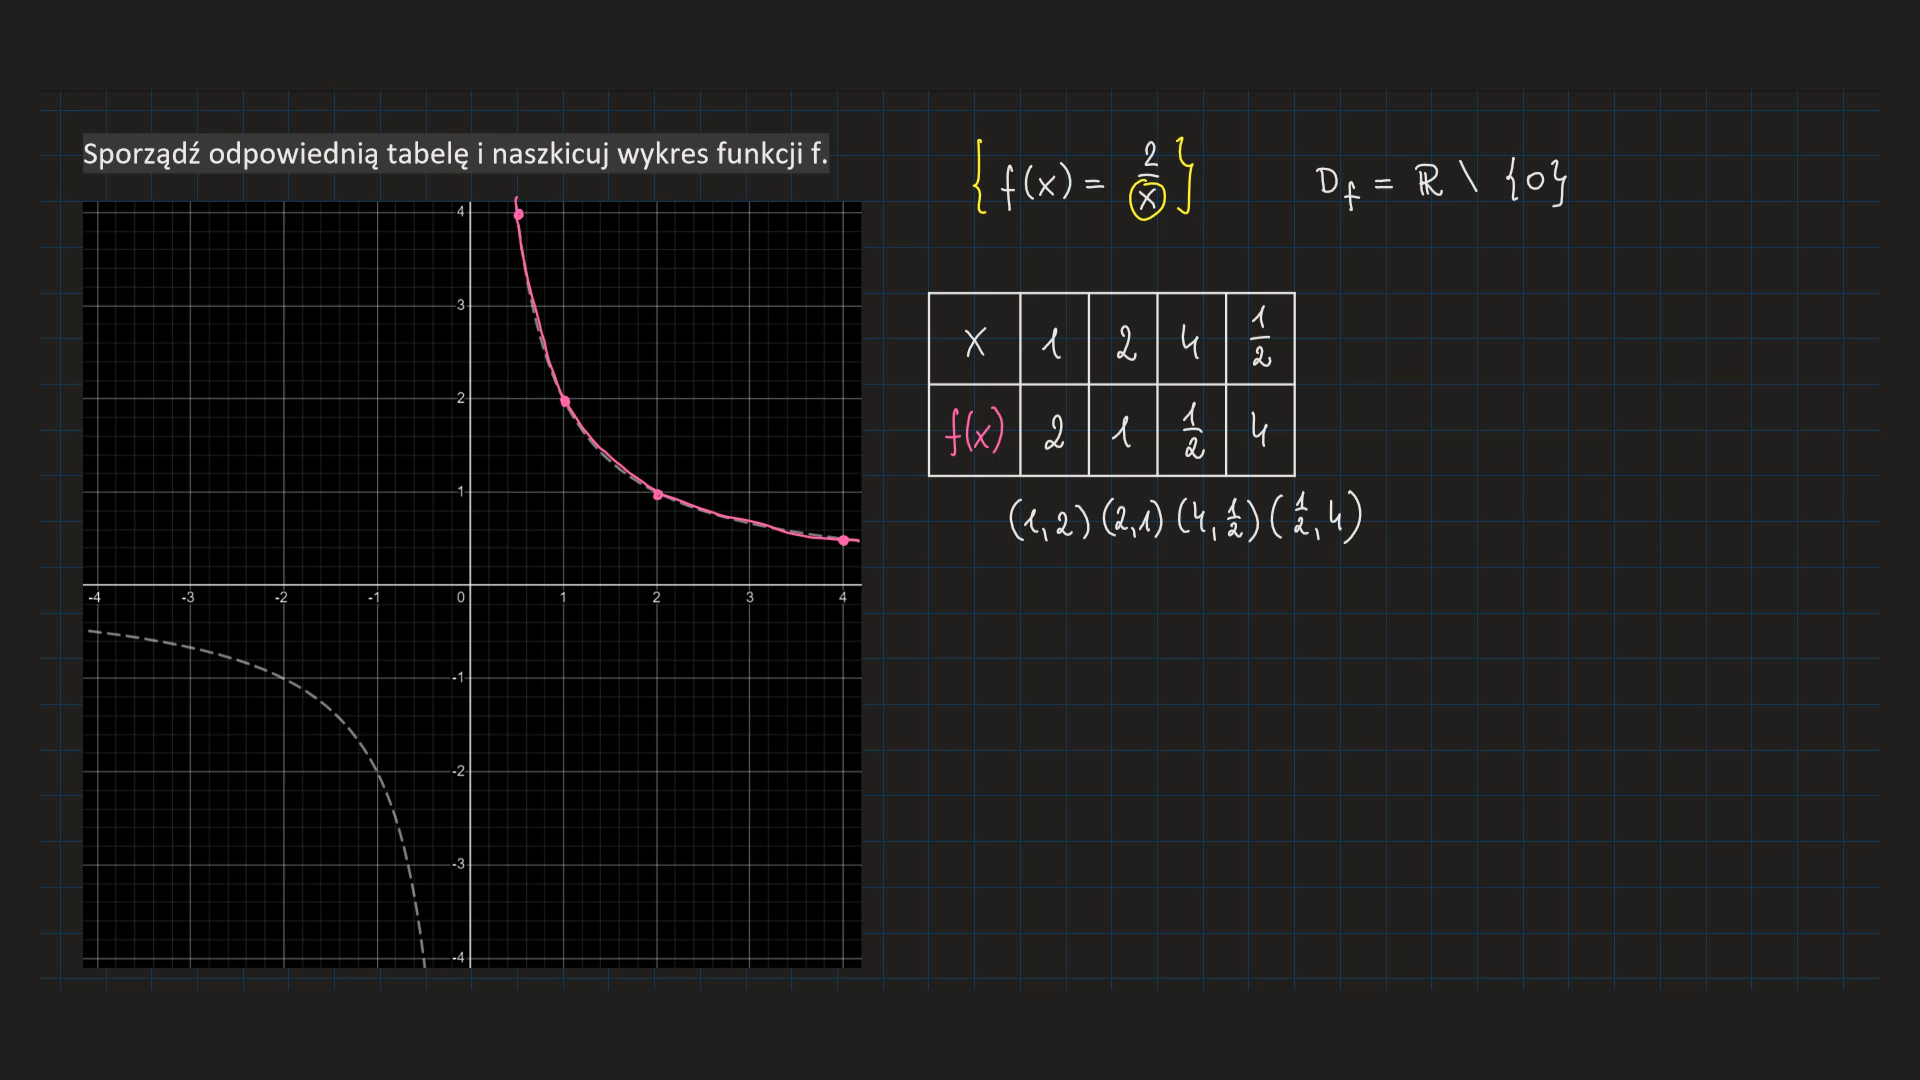 Sporządź odpowiednią tabelę i naszkicuj wykres funkcji f.
{ f(x) = 2/x } D_f = ℝ \ {0}
x 1 2 4 1/2
f(x) 2 1 1/2 4
(1,2) (2,1) (4,1/2) (1/2,4)
4
3
2
1
-4 -3 -2 -1 0 1 2 3 4
-1
-2
-3
-4